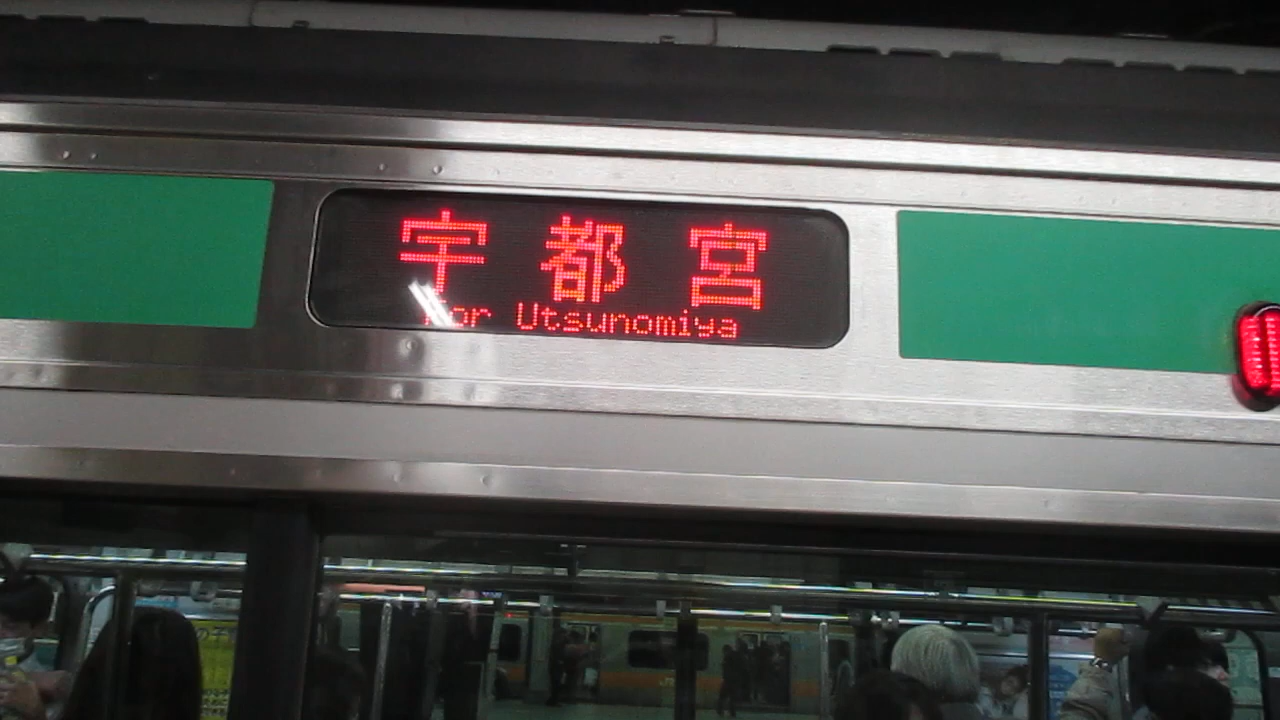 宇都宮
For Utsunomiya